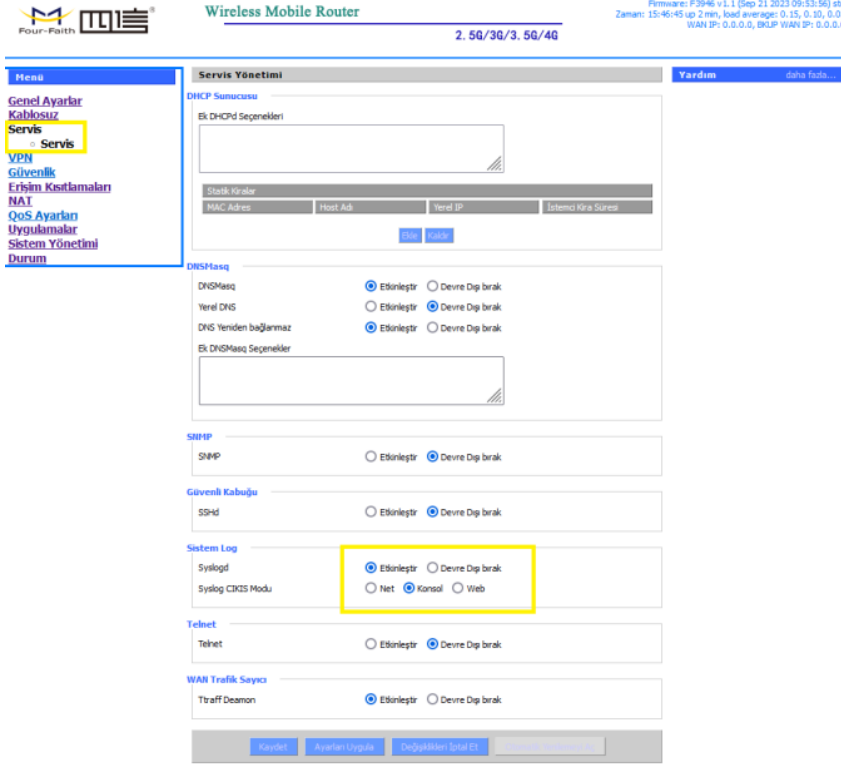 Four-Faith 四信®
Wireless Mobile Router
2.5G/3G/3.5G/4G
Firmware: F3946 v1.1 (Sep 21 2023 09:53:56) st
Zaman: 15:46:45 up 2 min, load average: 0.15, 0.10, 0.0
WAN IP: 0.0.0.0, BKUP WAN IP: 0.0.0.
Menü
Genel Ayarlar
Kablosuz
Servis
Servis
VPN
Güvenlik
Erişim Kısıtlamaları
NAT
QoS Ayarları
Uygulamalar
Sistem Yönetimi
Durum
Servis Yönetimi
DHCP Sunucusu
Ek DHCPd Seçenekleri
Statik Kiralar
MAC Adres Host Adı Yerel IP İstemci Kira Süresi
Ekle Kaldır
DNSMasq
DNSMasq Etkinleştir Devre Dışı bırak
Yerel DNS Etkinleştir Devre Dışı bırak
DNS Yeniden bağlanmaz Etkinleştir Devre Dışı bırak
Ek DNSMasq Seçenekler
SNMP
SNMP Etkinleştir Devre Dışı bırak
Güvenli Kabuğu
SSHd Etkinleştir Devre Dışı bırak
Sistem Log
Syslogd Etkinleştir Devre Dışı bırak
Syslog CIKIS Modu Net Konsol Web
Telnet
Telnet Etkinleştir Devre Dışı bırak
WAN Trafik Sayıcı
Ttraff Deamon Etkinleştir Devre Dışı bırak
Kaydet Ayarları Uygula Değişiklikleri İptal Et
Yardım daha fazla...